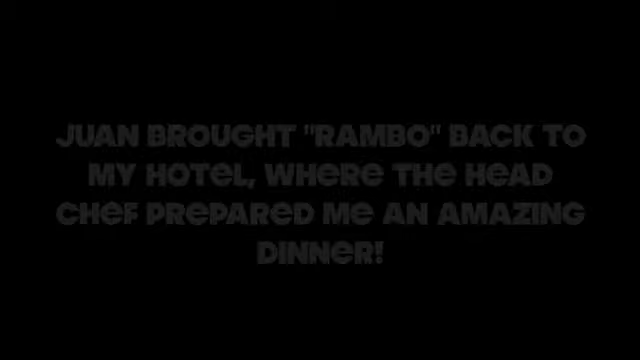 JUAN BROUGHT "RAMBO" BACK TO
MY HOTEL, WHERE THE HEAD
CHEF PREPARED ME AN AMAZING
DINNER!